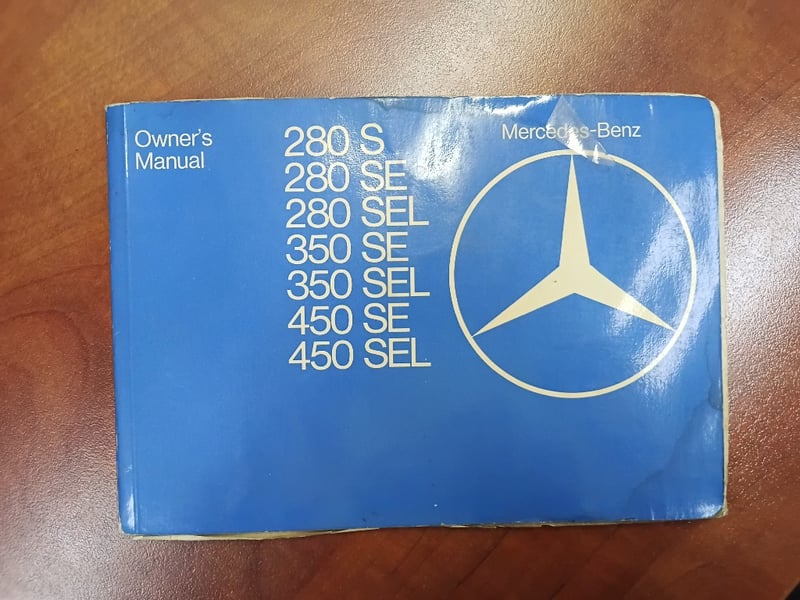 Owner's
Manual
280 S
280 SE
280 SEL
350 SE
350 SEL
450 SE
450 SEL
Mercedes-Benz